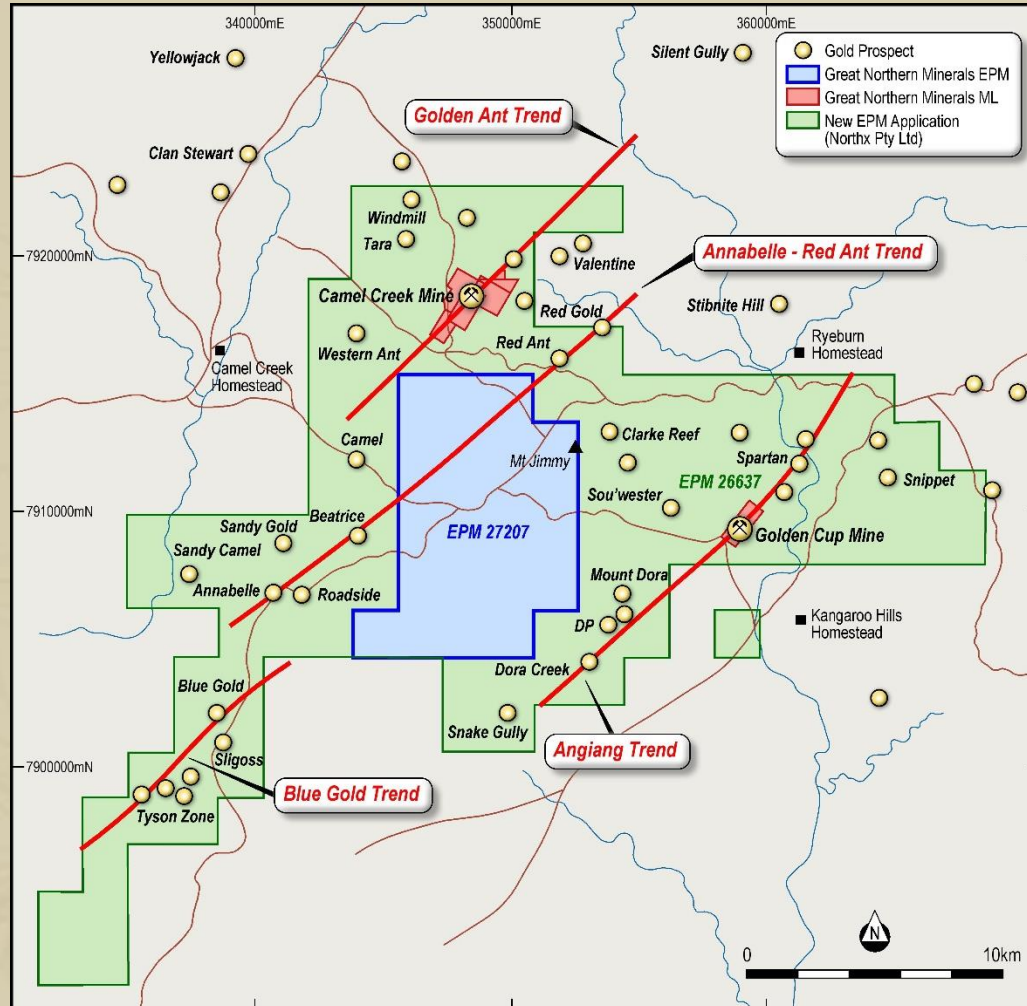 340000mE
350000mE
360000mE
Yellowjack
Silent Gully
Gold Prospect
Great Northern Minerals EPM
Great Northern Minerals ML
New EPM Application
(Northx Pty Ltd)
Golden Ant Trend
Clan Stewart
Windmill
Tara
7920000mN
Valentine
Annabelle - Red Ant Trend
Camel Creek Mine
Red Gold
Stibnite Hill
Western Ant
Red Ant
Ryeburn
Homestead
Camel Creek
Homestead
Camel
Clarke Reef
Mt Jimmy
Spartan
EPM 26637
Snippet
Sou'wester
7910000mN
Beatrice
Sandy Gold
EPM 27207
Golden Cup Mine
Sandy Camel
Annabelle
Roadside
Mount Dora
DP
Kangaroo Hills
Homestead
Dora Creek
Blue Gold
Snake Gully
Sligoss
Angiang Trend
7900000mN
Blue Gold Trend
Tyson Zone
N
0
10km